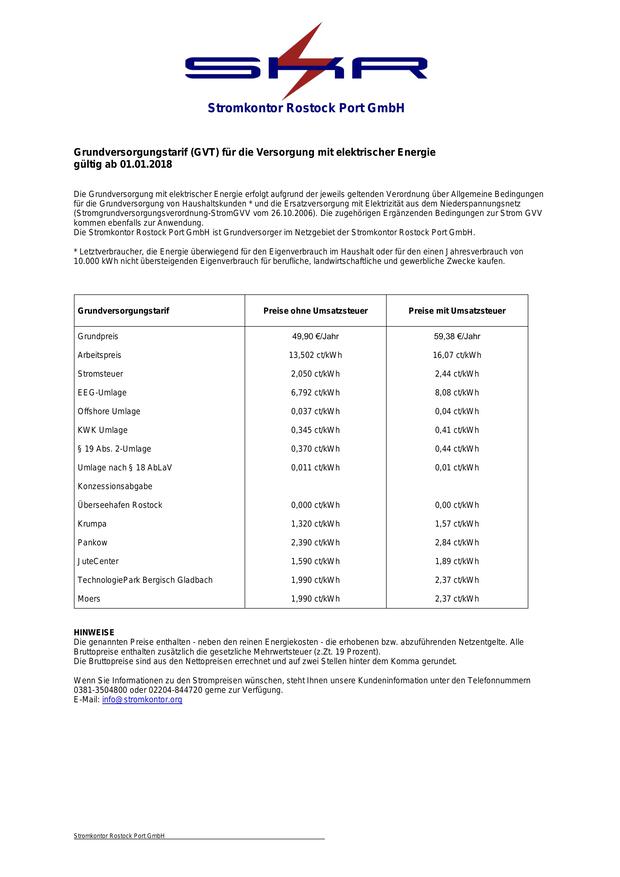 SKR
Stromkontor Rostock Port GmbH
Grundversorgungstarif (GVT) für die Versorgung mit elektrischer Energie
gültig ab 01.01.2018
Die Grundversorgung mit elektrischer Energie erfolgt aufgrund der jeweils geltenden Verordnung über Allgemeine Bedingungen
für die Grundversorgung von Haushaltskunden * und die Ersatzversorgung mit Elektrizität aus dem Niederspannungsnetz
(Stromgrundversorgungsverordnung-StromGVV vom 26.10.2006). Die zugehörigen Ergänzenden Bedingungen zur Strom GVV
kommen ebenfalls zur Anwendung.
Die Stromkontor Rostock Port GmbH ist Grundversorger im Netzgebiet der Stromkontor Rostock Port GmbH.
* Letztverbraucher, die Energie überwiegend für den Eigenverbrauch im Haushalt oder für den einen Jahresverbrauch von
10.000 kWh nicht übersteigenden Eigenverbrauch für berufliche, landwirtschaftliche und gewerbliche Zwecke kaufen.
Grundversorgungstarif Preise ohne Umsatzsteuer Preise mit Umsatzsteuer
Grundpreis 49,90 €/Jahr 59,38 €/Jahr
Arbeitspreis 13,502 ct/kWh 16,07 ct/kWh
Stromsteuer 2,050 ct/kWh 2,44 ct/kWh
EEG-Umlage 6,792 ct/kWh 8,08 ct/kWh
Offshore Umlage 0,037 ct/kWh 0,04 ct/kWh
KWK Umlage 0,345 ct/kWh 0,41 ct/kWh
§ 19 Abs. 2-Umlage 0,370 ct/kWh 0,44 ct/kWh
Umlage nach § 18 AbLaV 0,011 ct/kWh 0,01 ct/kWh
Konzessionsabgabe
Überseehafen Rostock 0,000 ct/kWh 0,00 ct/kWh
Krumpa 1,320 ct/kWh 1,57 ct/kWh
Pankow 2,390 ct/kWh 2,84 ct/kWh
JuteCenter 1,590 ct/kWh 1,89 ct/kWh
TechnologiePark Bergisch Gladbach 1,990 ct/kWh 2,37 ct/kWh
Moers 1,990 ct/kWh 2,37 ct/kWh
HINWEISE
Die genannten Preise enthalten - neben den reinen Energiekosten - die erhobenen bzw. abzuführenden Netzentgelte. Alle
Bruttopreise enthalten zusätzlich die gesetzliche Mehrwertsteuer (z.Zt. 19 Prozent).
Die Bruttopreise sind aus den Nettopreisen errechnet und auf zwei Stellen hinter dem Komma gerundet.
Wenn Sie Informationen zu den Strompreisen wünschen, steht Ihnen unsere Kundeninformation unter den Telefonnummern
0381-3504800 oder 02204-844720 gerne zur Verfügung.
E-Mail: info@stromkontor.org
Stromkontor Rostock Port GmbH